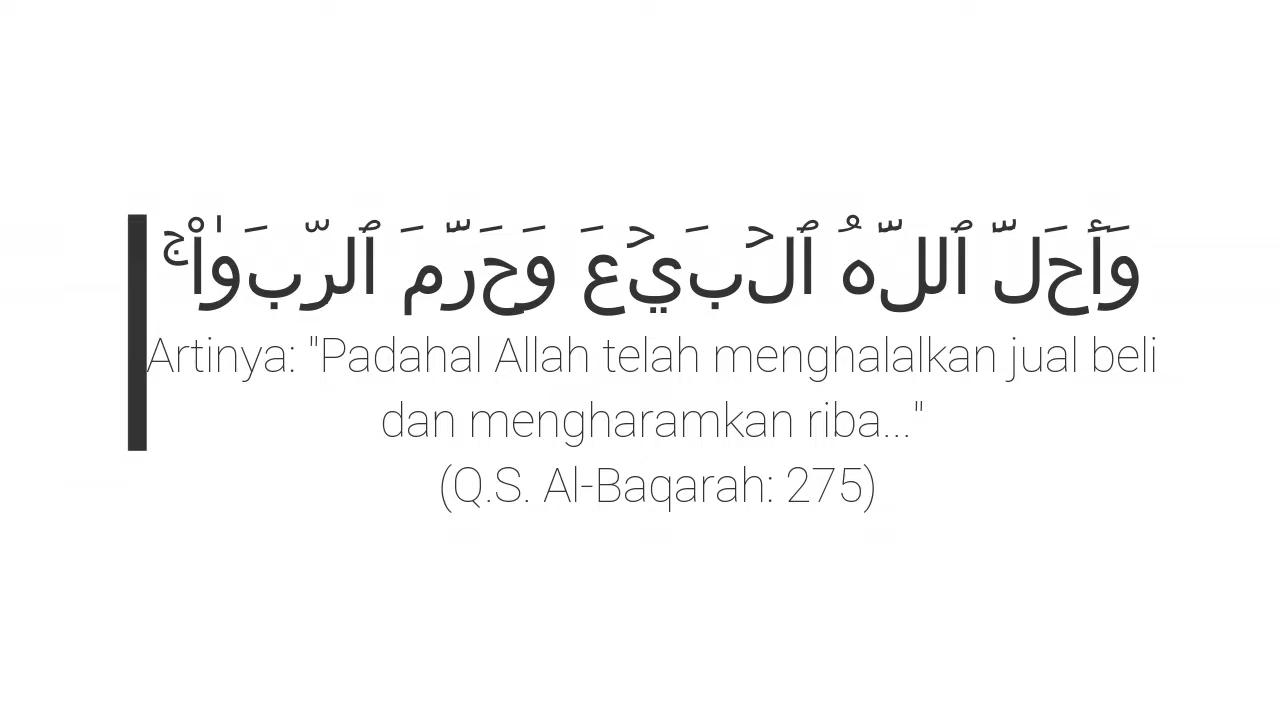 وَأَحَلَّ ٱللَّهُ ٱلۡبَيۡعَ وَحَرَّمَ ٱلرِّبَوٰاْۚ
Artinya: "Padahal Allah telah menghalalkan jual beli
dan mengharamkan riba..."
(Q.S. Al-Baqarah: 275)